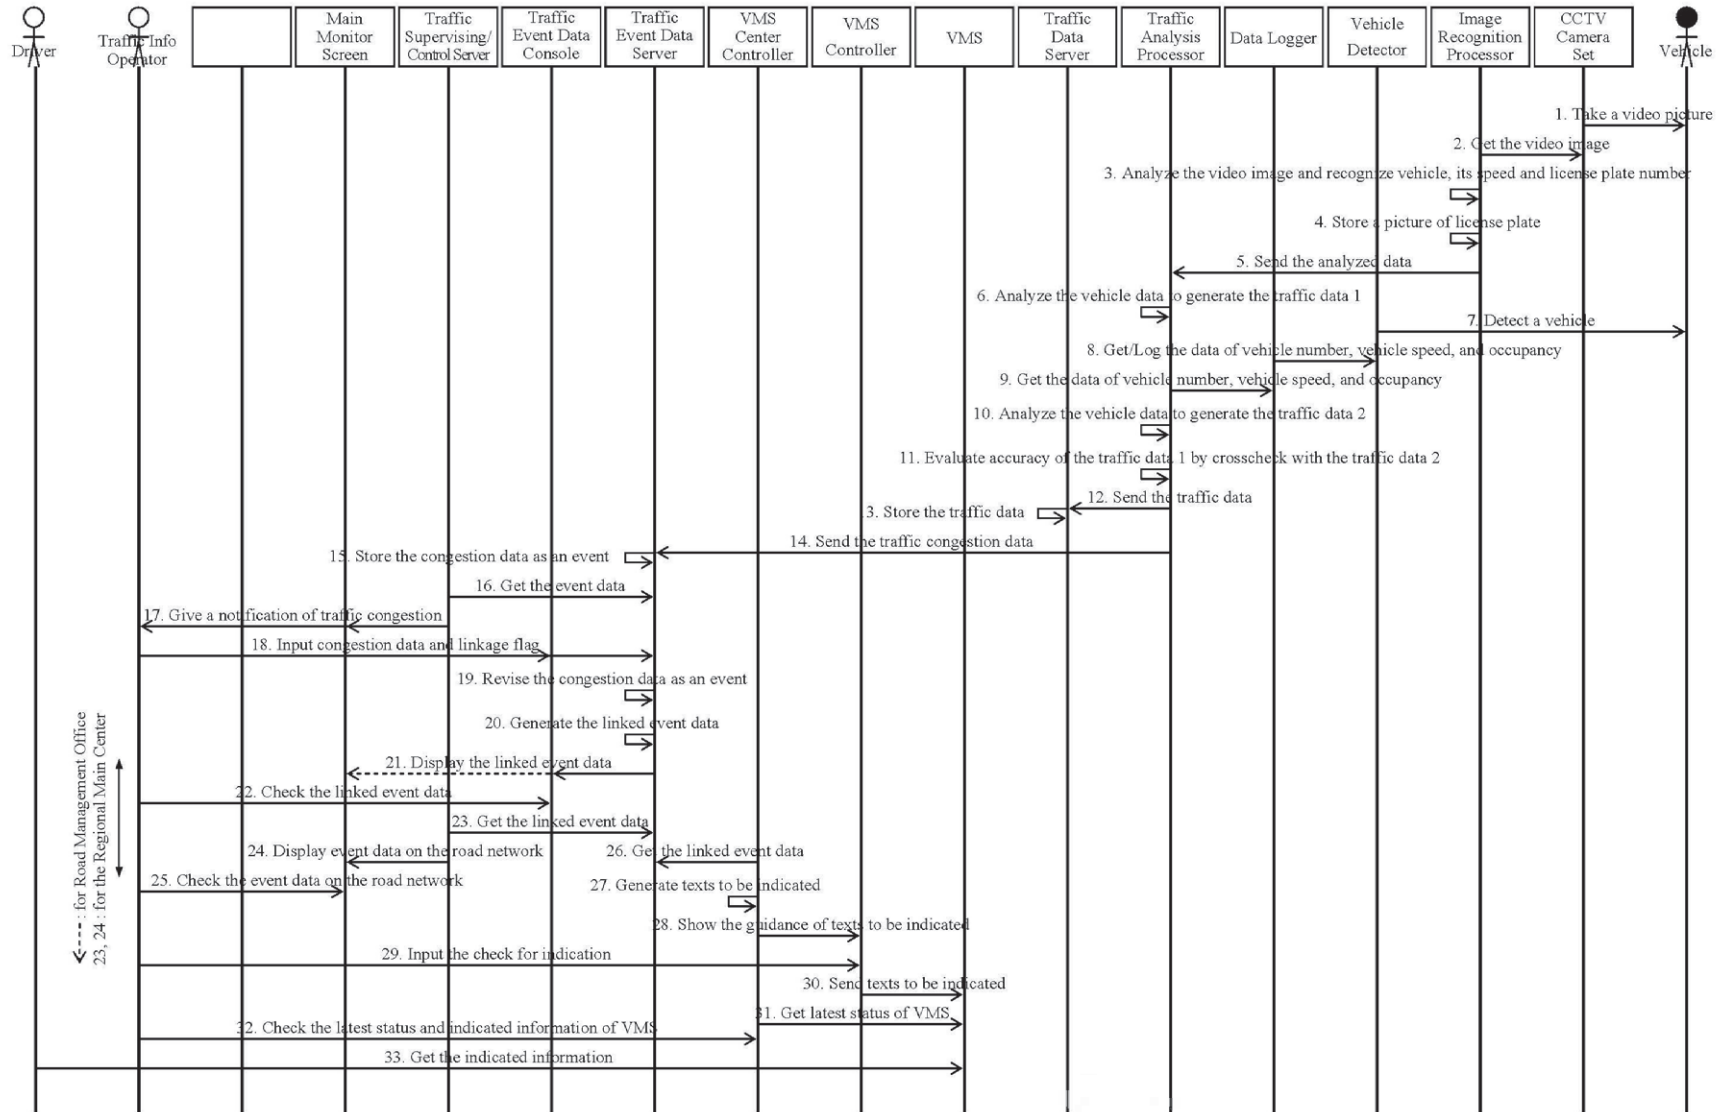 Driver
Traffic Info
Operator
Main
Monitor
Screen
Traffic
Supervising/
Control Server
Traffic
Event Data
Console
Traffic
Event Data
Server
VMS
Center
Controller
VMS
Controller
VMS
Traffic
Data
Server
Traffic
Analysis
Processor
Data Logger
Vehicle
Detector
Image
Recognition
Processor
CCTV
Camera
Set
Vehicle
1. Take a video picture
2. Get the video image
3. Analyze the video image and recognize vehicle, its speed and license plate number
4. Store a picture of license plate
5. Send the analyzed data
6. Analyze the vehicle data to generate the traffic data 1
7. Detect a vehicle
8. Get/Log the data of vehicle number, vehicle speed, and occupancy
9. Get the data of vehicle number, vehicle speed, and occupancy
10. Analyze the vehicle data to generate the traffic data 2
11. Evaluate accuracy of the traffic data 1 by crosscheck with the traffic data 2
12. Send the traffic data
3. Store the traffic data
14. Send the traffic congestion data
15. Store the congestion data as an event
16. Get the event data
17. Give a notification of traffic congestion
18. Input congestion data and linkage flag
19. Revise the congestion data as an event
20. Generate the linked event data
21. Display the linked event data
22. Check the linked event data
23. Get the linked event data
24. Display event data on the road network
26. Get the linked event data
25. Check the event data on the road network
27. Generate texts to be indicated
28. Show the guidance of texts to be indicated
29. Input the check for indication
30. Send texts to be indicated
31. Get latest status of VMS
32. Check the latest status and indicated information of VMS
33. Get the indicated information
: for Road Management Office
23, 24 : for the Regional Main Center